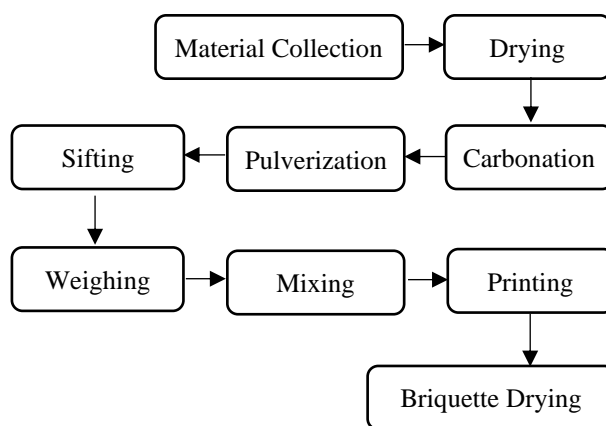 Material Collection
Drying
Carbonation
Pulverization
Sifting
Weighing
Mixing
Printing
Briquette Drying